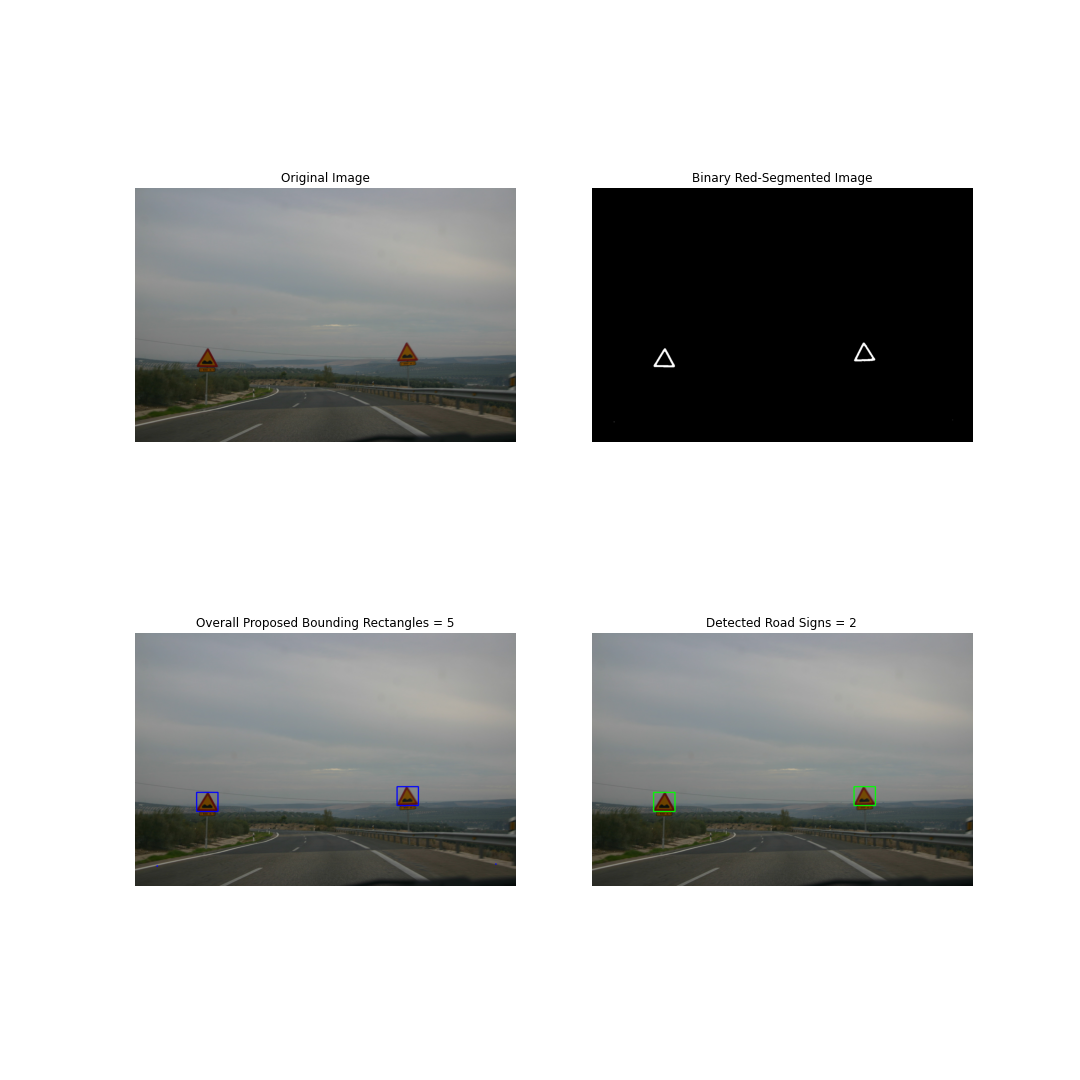 Original Image
Binary Red-Segmented Image
Overall Proposed Bounding Rectangles = 5
Detected Road Signs = 2